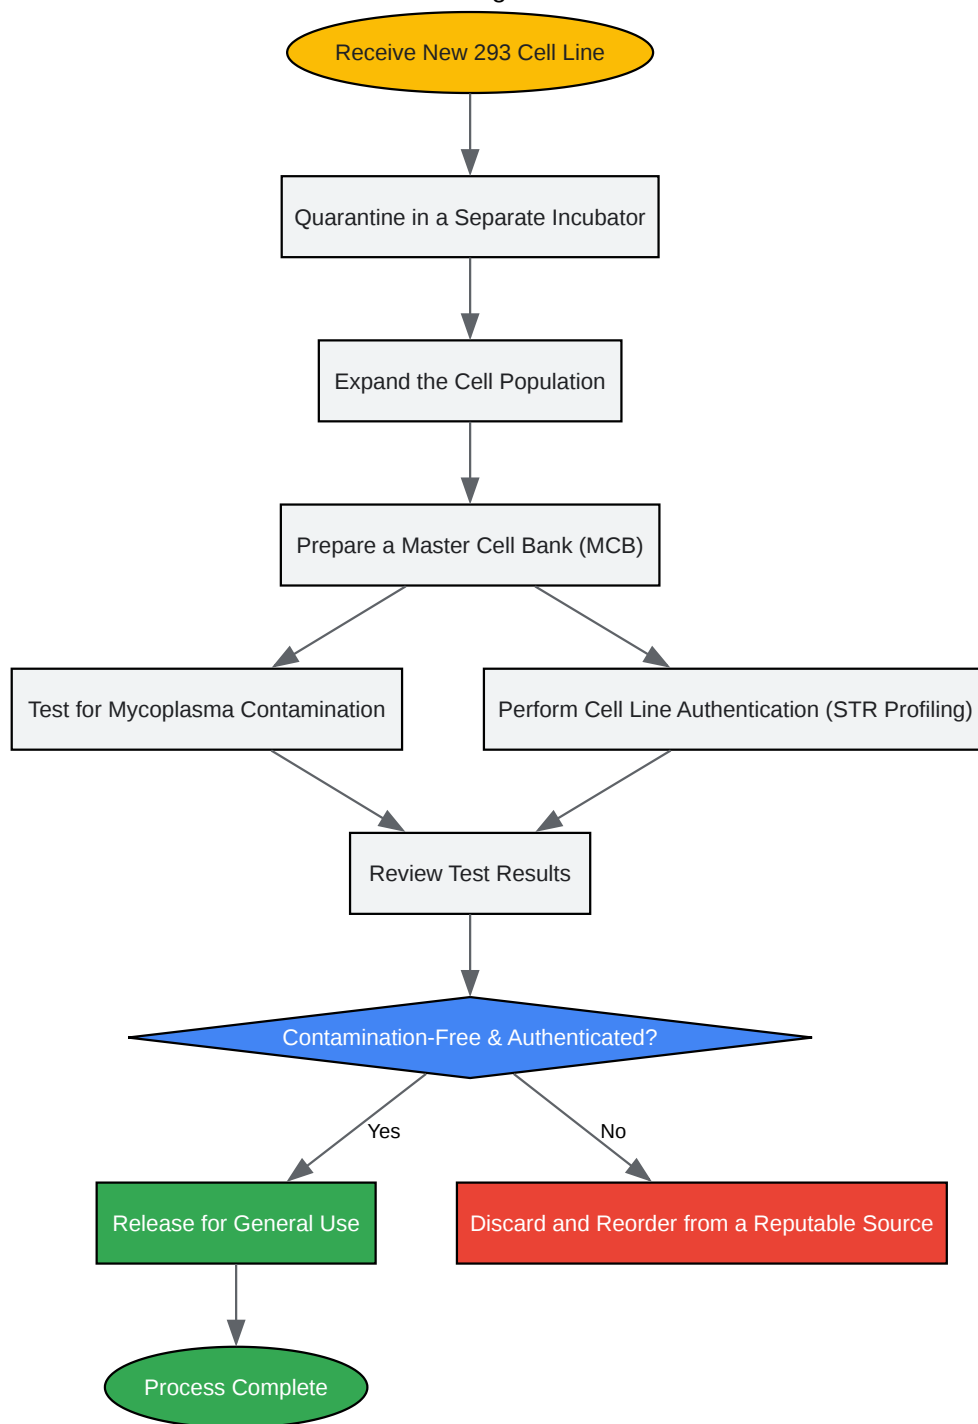 Receive New 293 Cell Line
Quarantine in a Separate Incubator
Expand the Cell Population
Prepare a Master Cell Bank (MCB)
Test for Mycoplasma Contamination
Perform Cell Line Authentication (STR Profiling)
Review Test Results
Contamination-Free & Authenticated?
Yes
No
Release for General Use
Discard and Reorder from a Reputable Source
Process Complete